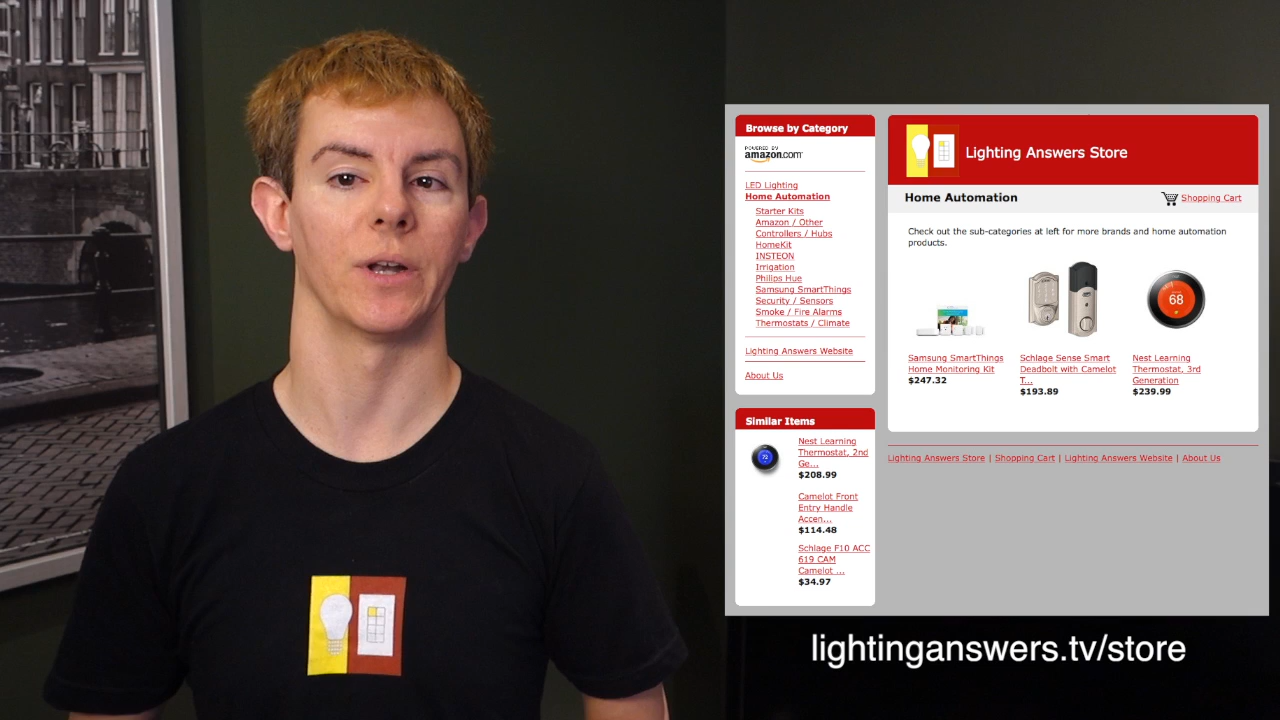 Browse by Category
POWERED BY
amazon.com
LED Lighting
Home Automation
Starter Kits
Amazon / Other
Controllers / Hubs
HomeKit
INSTEON
Irrigation
Philips Hue
Samsung SmartThings
Security / Sensors
Smoke / Fire Alarms
Thermostats / Climate
Lighting Answers Website
About Us
Similar Items
Nest Learning
Thermostat, 2nd
Ge...
$208.99
Camelot Front
Entry Handle
Accen...
$114.48
Schlage F10 ACC
619 CAM
Camelot ...
$34.97
Lighting Answers Store
Home Automation
Shopping Cart
Check out the sub-categories at left for more brands and home automation
products.
68
Samsung SmartThings
Home Monitoring Kit
$247.32
Schlage Sense Smart
Deadbolt with Camelot
T...
$193.89
Nest Learning
Thermostat, 3rd
Generation
$239.99
Lighting Answers Store | Shopping Cart | Lighting Answers Website | About Us
lightinganswers.tv/store